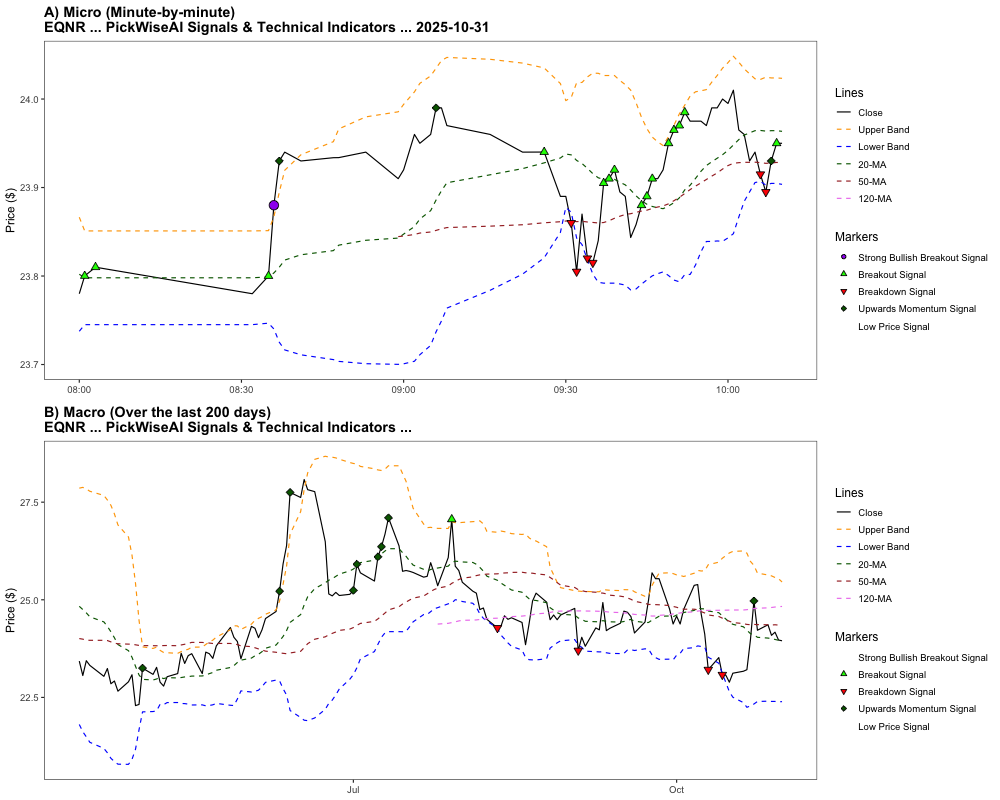 A) Micro (Minute-by-minute)
EQNR ... PickWiseAI Signals & Technical Indicators ... 2025-10-31
Price ($)
24.0
23.9
23.8
23.7
08:00
08:30
09:00
09:30
10:00
Lines
Close
Upper Band
Lower Band
20-MA
50-MA
120-MA
Markers
Strong Bullish Breakout Signal
Breakout Signal
Breakdown Signal
Upwards Momentum Signal
Low Price Signal
B) Macro (Over the last 200 days)
EQNR ... PickWiseAI Signals & Technical Indicators ...
Price ($)
27.5
25.0
22.5
Jul
Oct
Lines
Close
Upper Band
Lower Band
20-MA
50-MA
120-MA
Markers
Strong Bullish Breakout Signal
Breakout Signal
Breakdown Signal
Upwards Momentum Signal
Low Price Signal